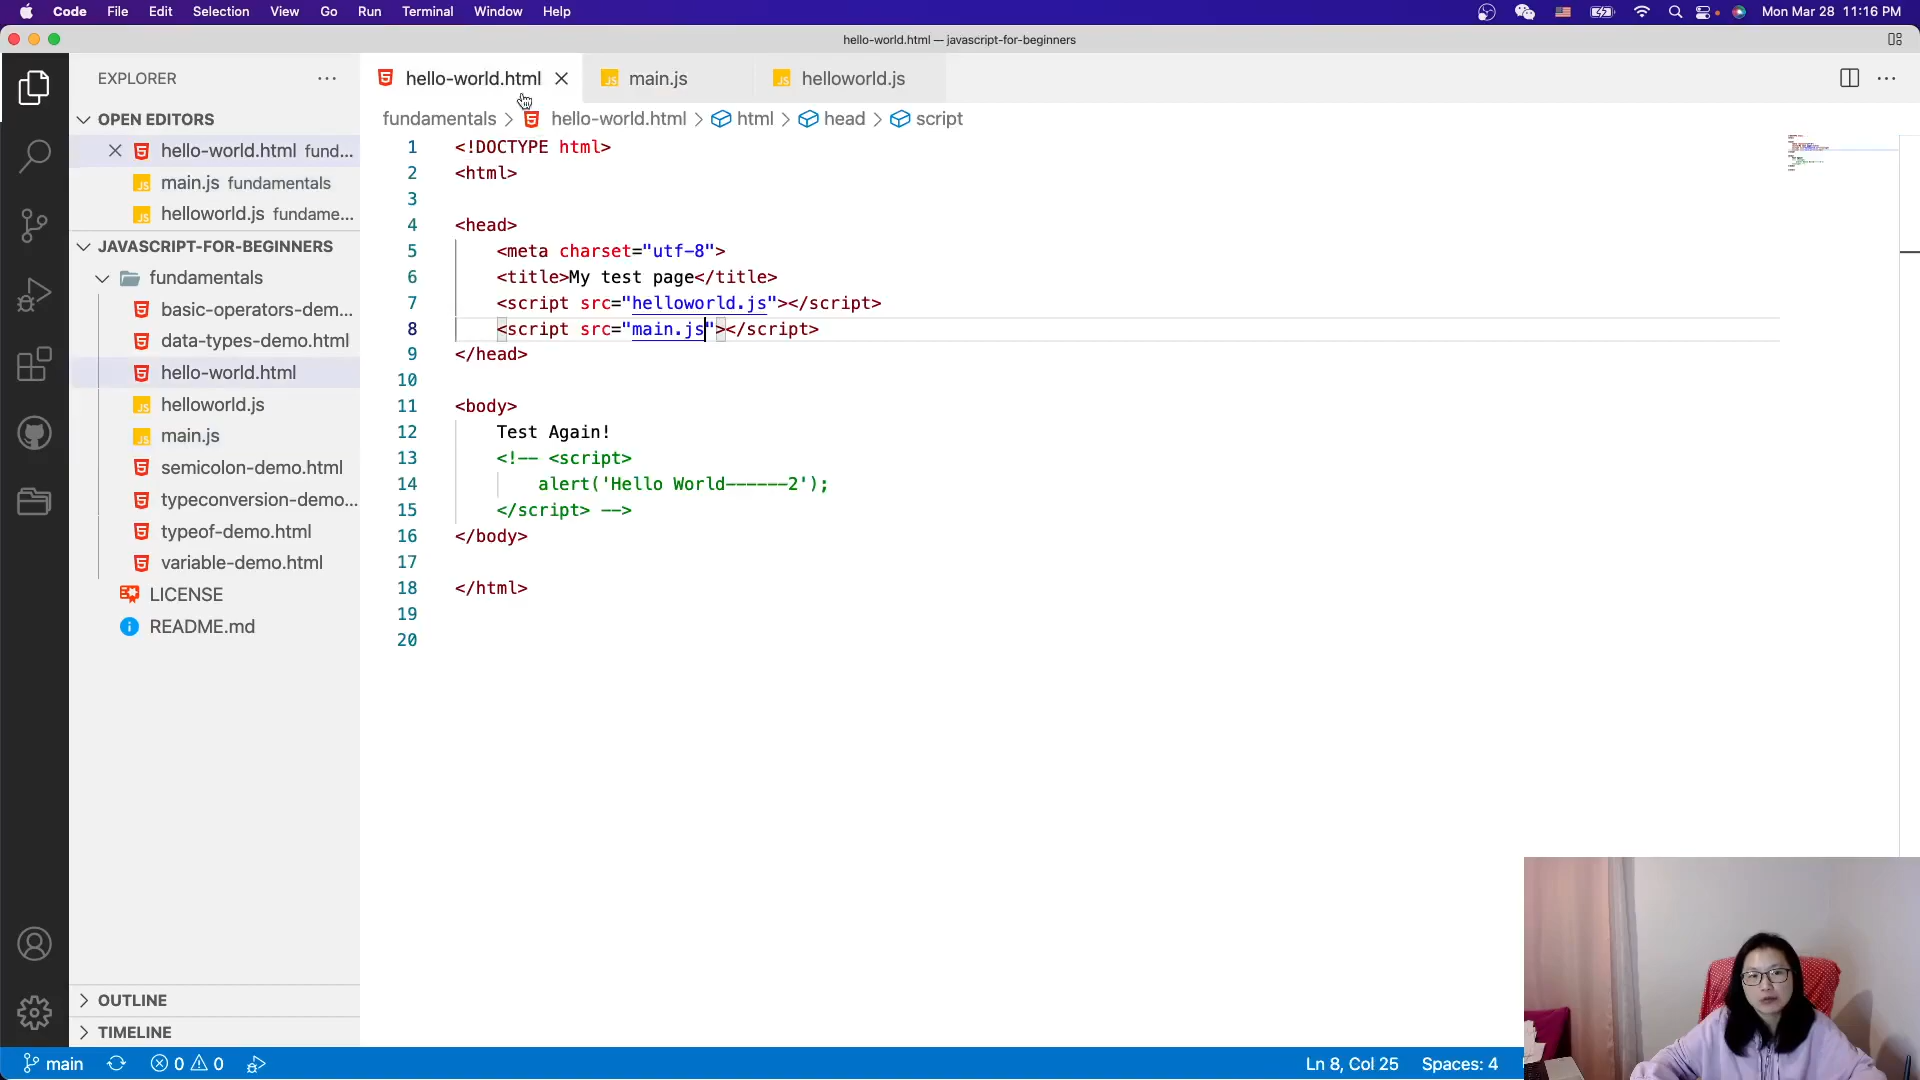 Code File Edit Selection View Go Run Terminal Window Help Mon Mar 28 11:16 PM
hello-world.html — javascript-for-beginners
EXPLORER
hello-world.html main.js helloworld.js
OPEN EDITORS
hello-world.html fund...
main.js fundamentals
helloworld.js fundame...
JAVASCRIPT-FOR-BEGINNERS
fundamentals
basic-operators-dem...
data-types-demo.html
hello-world.html
helloworld.js
main.js
semicolon-demo.html
typeconversion-demo...
typeof-demo.html
variable-demo.html
LICENSE
README.md
OUTLINE
TIMELINE
fundamentals > hello-world.html > html > head > script
1 <!DOCTYPE html>
2 <html>
3
4 <head>
5 <meta charset="utf-8">
6 <title>My test page</title>
7 <script src="helloworld.js"></script>
8 <script src="main.js"></script>
9 </head>
10
11 <body>
12 Test Again!
13 <!-- <script>
14 alert('Hello World------2');
15 </script> -->
16 </body>
17
18 </html>
19
20
main 0 0 Ln 8, Col 25 Spaces: 4